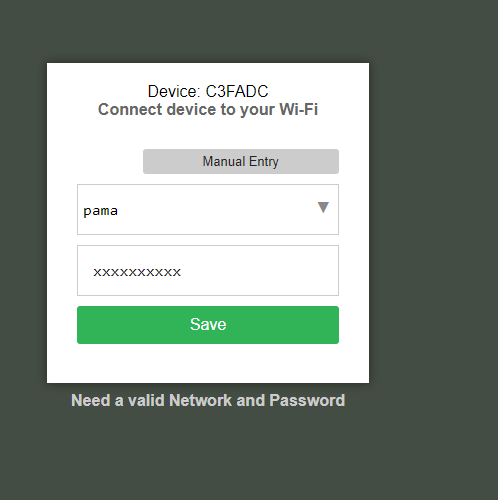 Device: C3FADC
Connect device to your Wi-Fi
Manual Entry
pama
xxxxxxxxxx
Save
Need a valid Network and Password